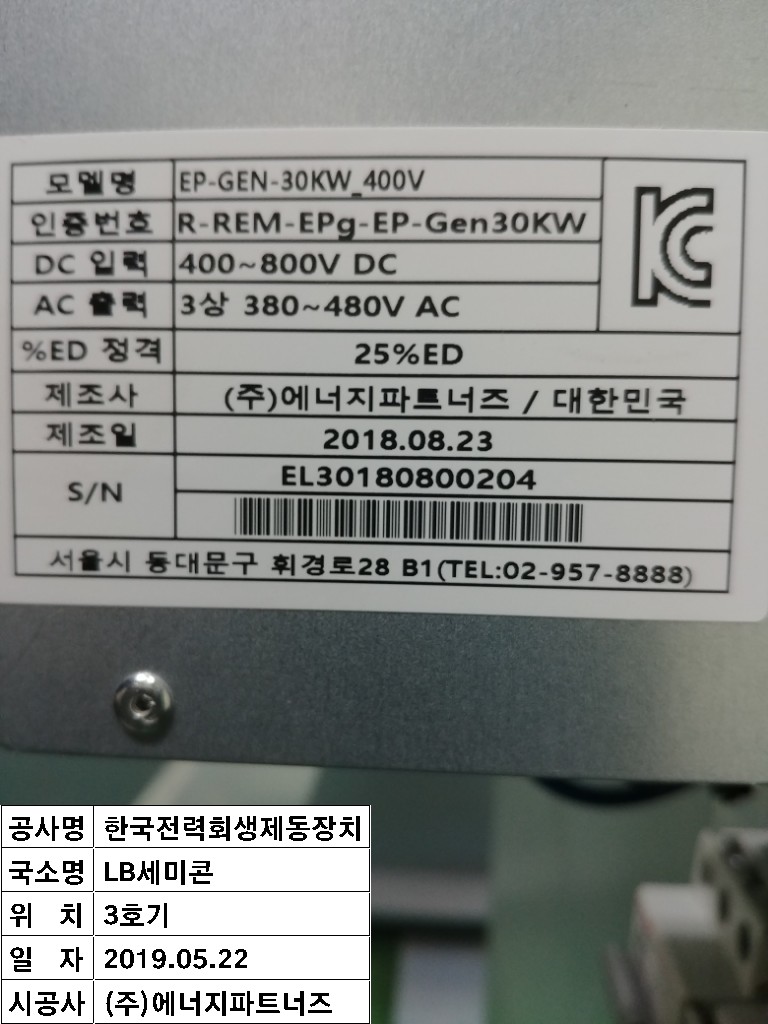 모델명 EP-GEN-30KW_400V
인증번호 R-REM-EPg-EP-Gen30KW
DC 입력 400~800V DC
AC 출력 3상 380~480V AC
%ED 정격 25%ED
제조사 (주)에너지파트너즈 / 대한민국
제조일 2018.08.23
S/N EL30180800204
서울시 동대문구 휘경로28 B1(TEL:02-957-8888)
공사명 한국전력회생제동장치
국소명 LB세미콘
위 치 3호기
일 자 2019.05.22
시공사 (주)에너지파트너즈